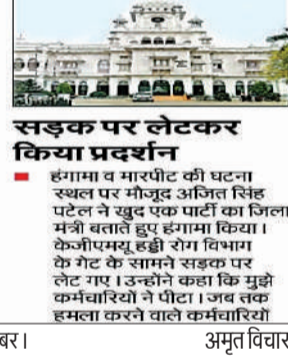 सड़क पर लेटकर
किया प्रदर्शन
हंगामा व मारपीट की घटना
स्थल पर मौजूद अजित सिंह
पटेल ने खुद एक पार्टी का जिला
मंत्री बताते हुए हंगामा किया।
केजीएमयू हड्डी रोग विभाग
के गेट के सामने सड़क पर
लेट गए। उन्होंने कहा कि मुझे
कर्मचारियों ने पीटा। जब तक
हमला करने वाले कर्मचारियों
बर।
अमृत विचार